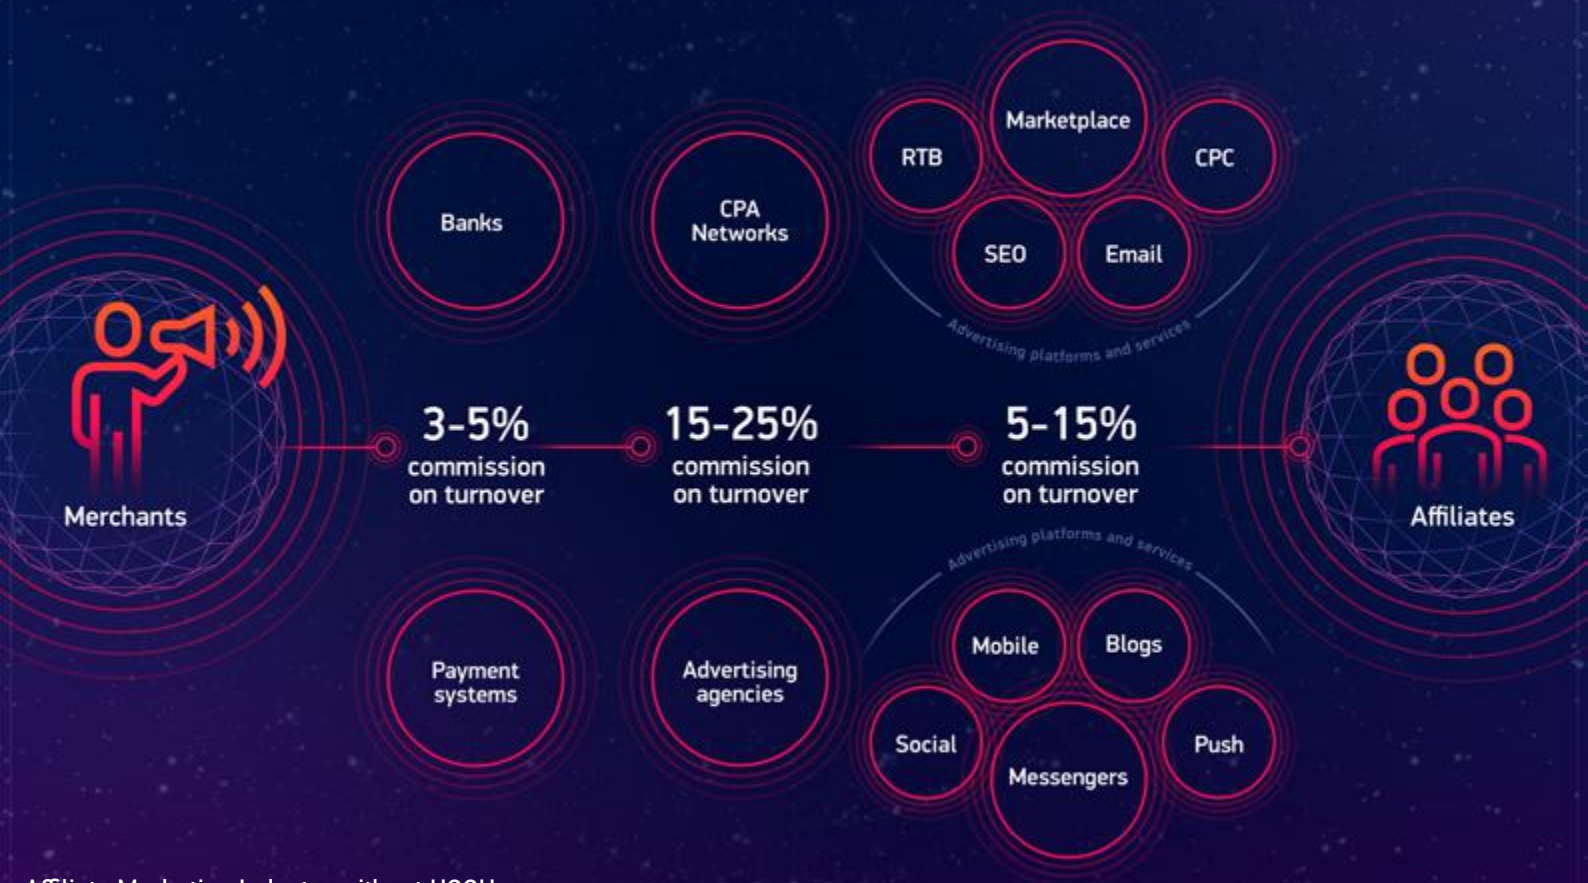 Marketplace
RTB
CPC
Banks
CPA
Networks
SEO
Email
Advertising platforms and services
3-5%
commission
on turnover
15-25%
commission
on turnover
5-15%
commission
on turnover
Merchants
Affiliates
Advertising platforms and services
Mobile
Blogs
Payment
systems
Advertising
agencies
Social
Push
Messengers